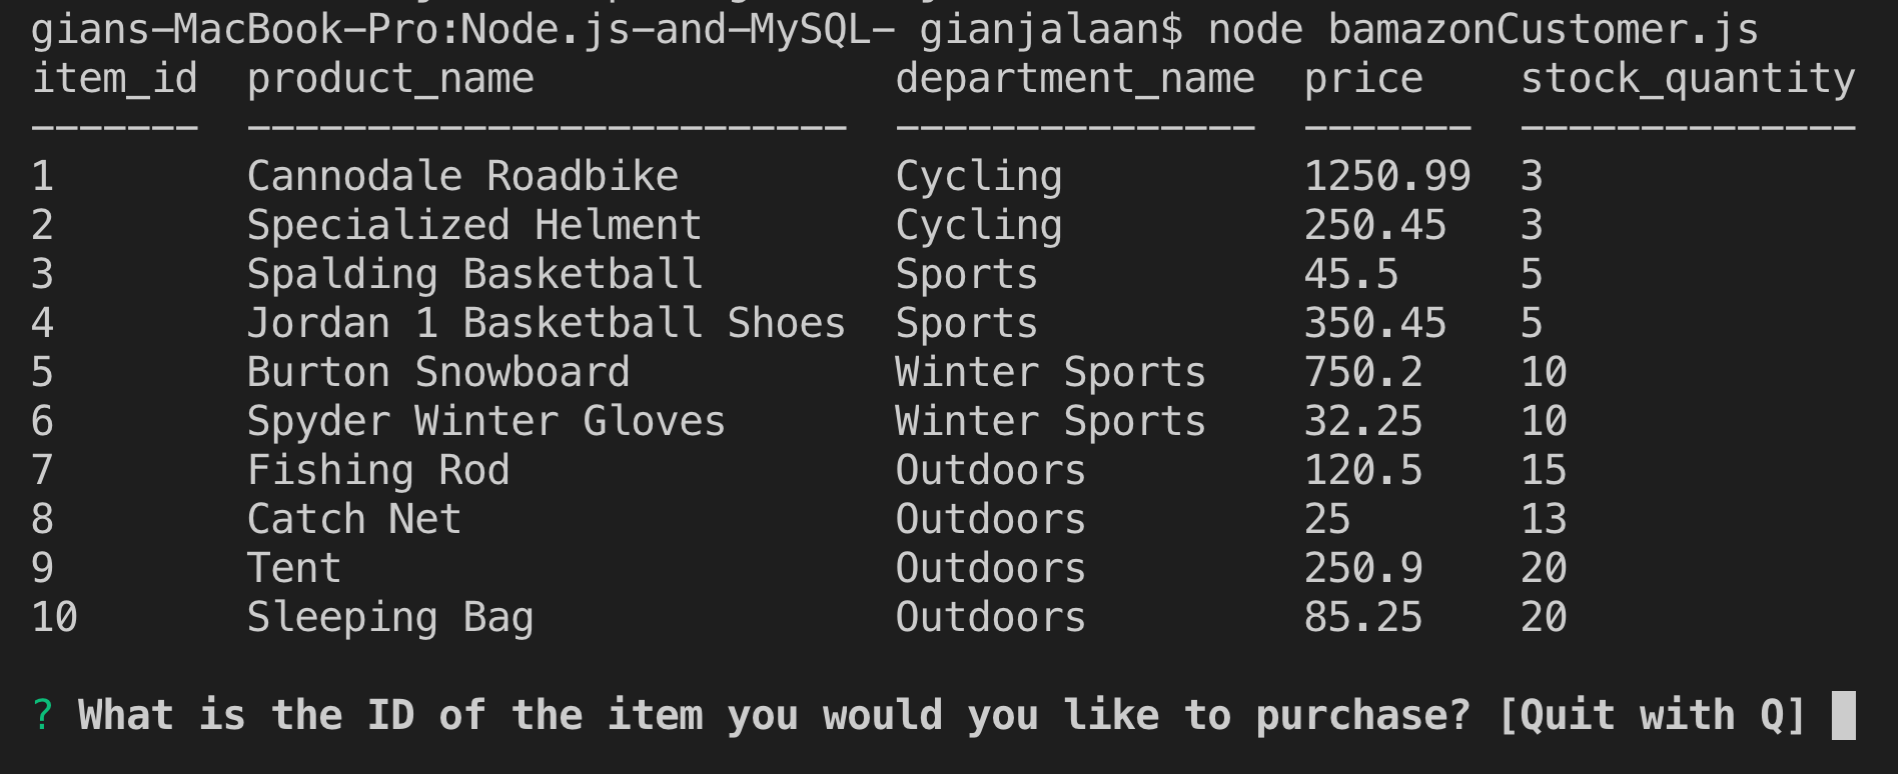 gians-MacBook-Pro:Node.js-and-MySQL- gianjalaan$ node bamazonCustomer.js
item_id  product_name               department_name  price    stock_quantity
-------  -------------------------  ---------------  -------  --------------
1        Cannodale Roadbike         Cycling          1250.99  3
2        Specialized Helment        Cycling          250.45   3
3        Spalding Basketball        Sports           45.5     5
4        Jordan 1 Basketball Shoes  Sports           350.45   5
5        Burton Snowboard           Winter Sports    750.2    10
6        Spyder Winter Gloves       Winter Sports    32.25    10
7        Fishing Rod                Outdoors         120.5    15
8        Catch Net                  Outdoors         25       13
9        Tent                       Outdoors         250.9    20
10       Sleeping Bag               Outdoors         85.25    20
? What is the ID of the item you would you like to purchase? [Quit with Q]